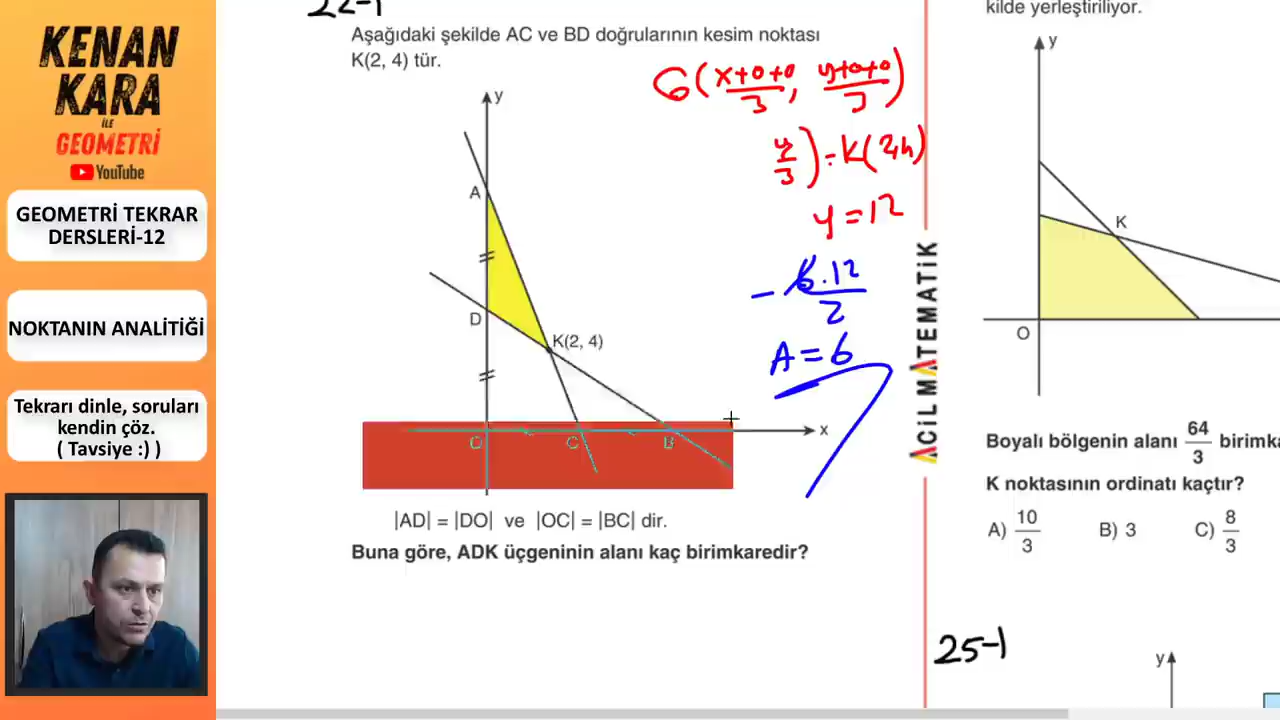 KENAN
KARA
İLE
GEOMETRİ
YouTube
GEOMETRİ TEKRAR
DERSLERİ-12
NOKTANIN ANALİTİĞİ
Tekrarı dinle, soruları
kendin çöz.
( Tavsiye :) )
22-1
Aşağıdaki şekilde AC ve BD doğrularının kesim noktası
K(2, 4) tür.
y
A
D
K(2, 4)
O
C
B
x
|AD| = |DO| ve |OC| = |BC| dir.
Buna göre, ADK üçgeninin alanı kaç birimkaredir?
G(x+0+0/3, y+0+0/3)
y/3) = K(2,4)
y = 12
6.12/2
A = 6
ACİLMATEMATİK
kilde yerleştiriliyor.
y
K
O
Boyalı bölgenin alanı 64/3 birimka
K noktasının ordinatı kaçtır?
A) 10/3 B) 3 C) 8/3
25-1
y